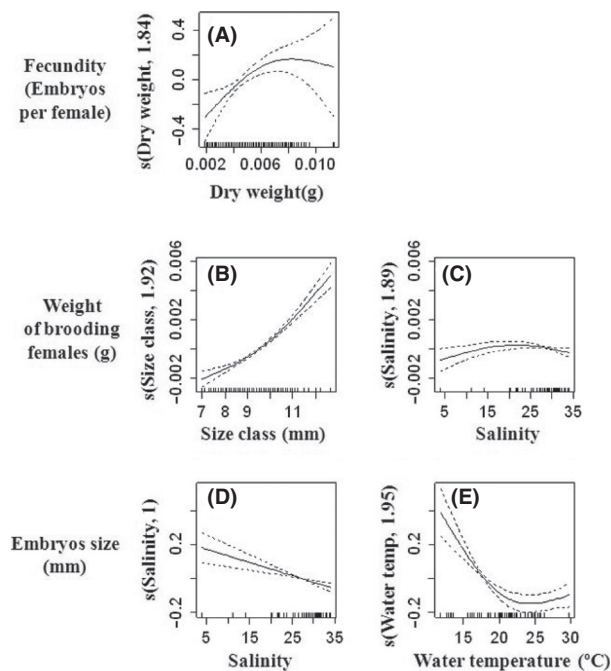 (A)
Fecundity
(Embryos
per female)
s(Dry weight, 1.84)
0.4
0.0
-0.4
0.002 0.006 0.010
Dry weight(g)
(B)
Weight
of brooding
females (g)
s(Size class, 1.92)
0.006
0.002
-0.002
7 8 9 11
Size class (mm)
(C)
s(Salinity, 1.89)
0.006
0.002
-0.002
5 15 25 35
Salinity
(D)
Embryos size
(mm)
s(Salinity, 1)
0.2
-0.2
5 15 25 35
Salinity
(E)
s(Water temp, 1.95)
0.2
-0.2
15 20 25 30
Water temperature (°C)